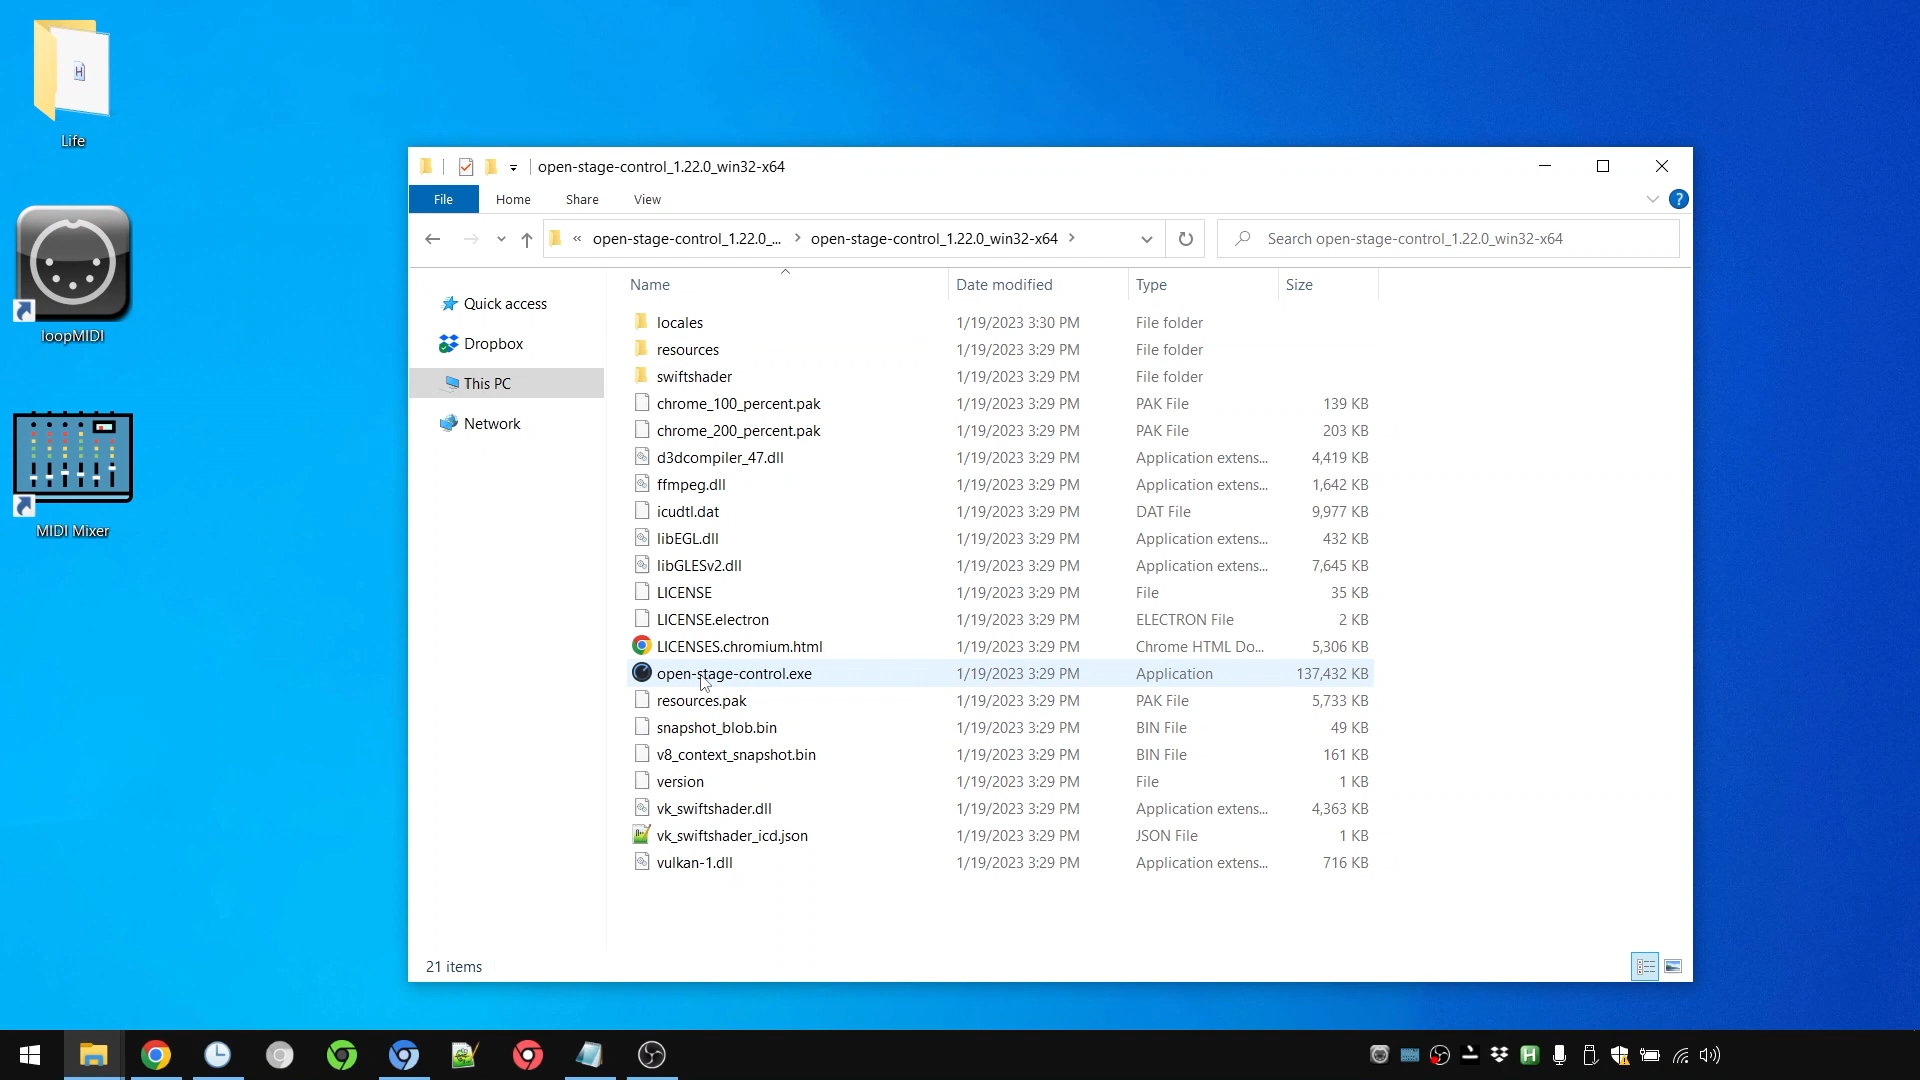 Life
loopMIDI
MIDI Mixer
open-stage-control_1.22.0_win32-x64
File Home Share View
« open-stage-control_1.22.0_... > open-stage-control_1.22.0_win32-x64 >
Search open-stage-control_1.22.0_win32-x64
Quick access
Dropbox
This PC
Network
Name Date modified Type Size
locales 1/19/2023 3:30 PM File folder
resources 1/19/2023 3:29 PM File folder
swiftshader 1/19/2023 3:29 PM File folder
chrome_100_percent.pak 1/19/2023 3:29 PM PAK File 139 KB
chrome_200_percent.pak 1/19/2023 3:29 PM PAK File 203 KB
d3dcompiler_47.dll 1/19/2023 3:29 PM Application extens... 4,419 KB
ffmpeg.dll 1/19/2023 3:29 PM Application extens... 1,642 KB
icudtl.dat 1/19/2023 3:29 PM DAT File 9,977 KB
libEGL.dll 1/19/2023 3:29 PM Application extens... 432 KB
libGLESv2.dll 1/19/2023 3:29 PM Application extens... 7,645 KB
LICENSE 1/19/2023 3:29 PM File 35 KB
LICENSE.electron 1/19/2023 3:29 PM ELECTRON File 2 KB
LICENSES.chromium.html 1/19/2023 3:29 PM Chrome HTML Do... 5,306 KB
open-stage-control.exe 1/19/2023 3:29 PM Application 137,432 KB
resources.pak 1/19/2023 3:29 PM PAK File 5,733 KB
snapshot_blob.bin 1/19/2023 3:29 PM BIN File 49 KB
v8_context_snapshot.bin 1/19/2023 3:29 PM BIN File 161 KB
version 1/19/2023 3:29 PM File 1 KB
vk_swiftshader.dll 1/19/2023 3:29 PM Application extens... 4,363 KB
vk_swiftshader_icd.json 1/19/2023 3:29 PM JSON File 1 KB
vulkan-1.dll 1/19/2023 3:29 PM Application extens... 716 KB
21 items